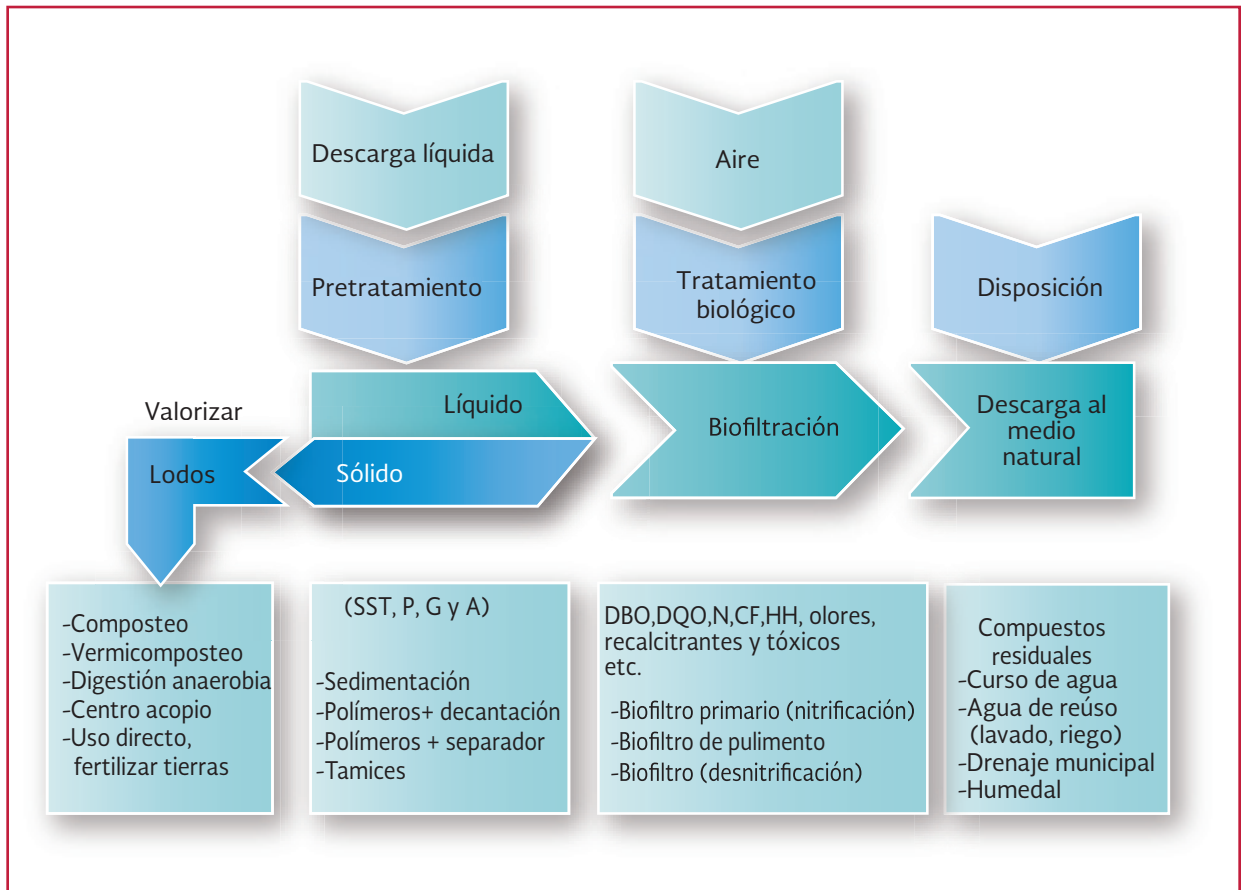 Descarga líquida
Aire
Pretratamiento
Tratamiento
biológico
Disposición
Valorizar
Lodos
Líquido
Sólido
Biofiltración
Descarga al
medio
natural
-Composteo
-Vermicomposteo
-Digestión anaerobia
-Centro acopio
-Uso directo,
fertilizar tierras
(SST, P, G y A)
-Sedimentación
-Polímeros+ decantación
-Polímeros + separador
-Tamices
DBO,DQO,N,CF,HH, olores,
recalcitrantes y tóxicos
etc.
-Biofiltro primario (nitrificación)
-Biofiltro de pulimento
-Biofiltro (desnitrificación)
Compuestos
residuales
-Curso de agua
-Agua de reúso
(lavado, riego)
-Drenaje municipal
-Humedal